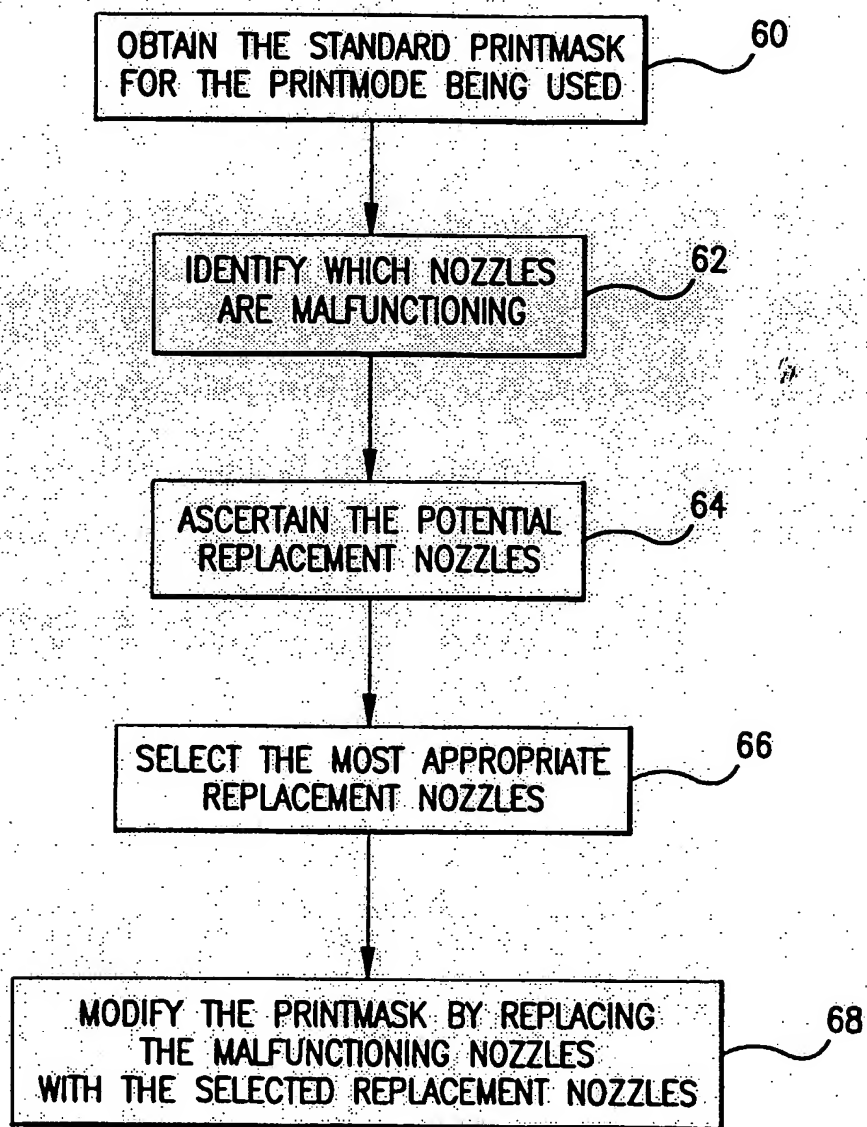 OBTAIN THE STANDARD PRINTMASK
FOR THE PRINTMODE BEING USED
60
IDENTIFY WHICH NOZZLES
ARE MALFUNCTIONING
62
ASCERTAIN THE POTENTIAL
REPLACEMENT NOZZLES
64
SELECT THE MOST APPROPRIATE
REPLACEMENT NOZZLES
66
MODIFY THE PRINTMASK BY REPLACING
THE MALFUNCTIONING NOZZLES
WITH THE SELECTED REPLACEMENT NOZZLES
68